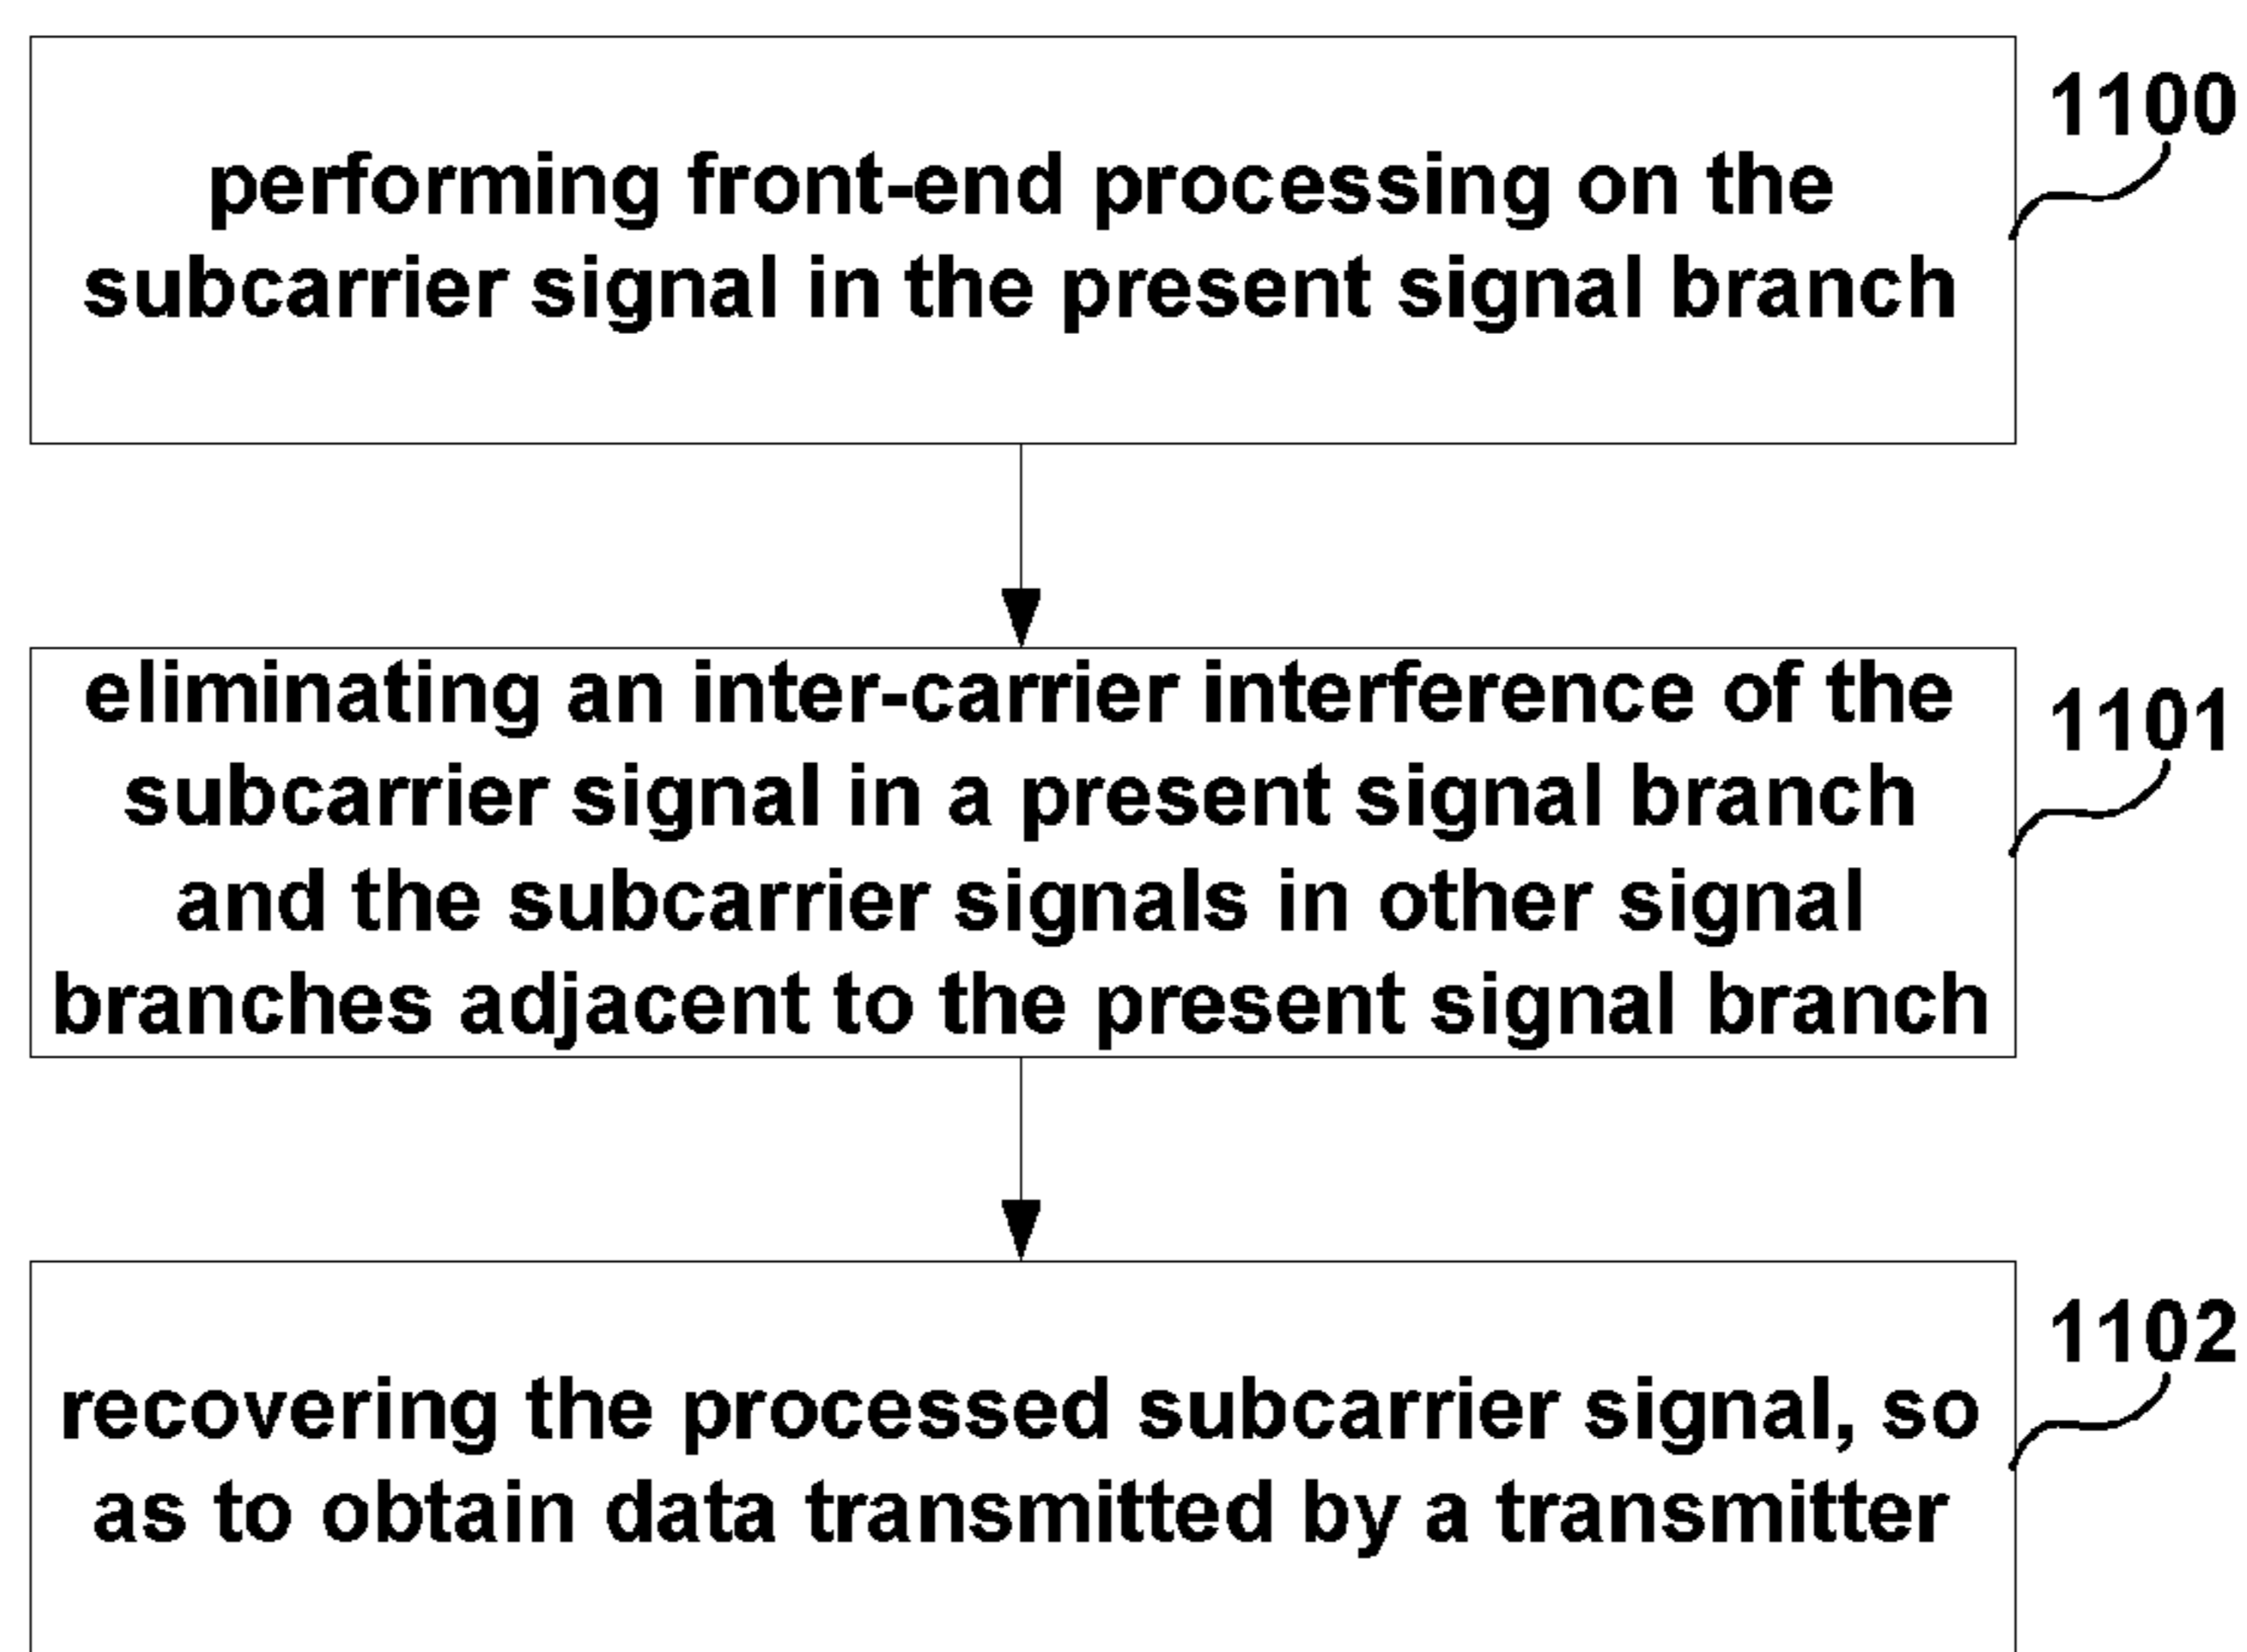 1100
performing front-end processing on the
subcarrier signal in the present signal branch
eliminating an inter-carrier interference of the
1101
subcarrier signal in a present signal branch
and the subcarrier signals in other signal
branches adjacent to the present signal branch
1102
recovering the processed subcarrier signal, so
as to obtain data transmitted by a transmitter